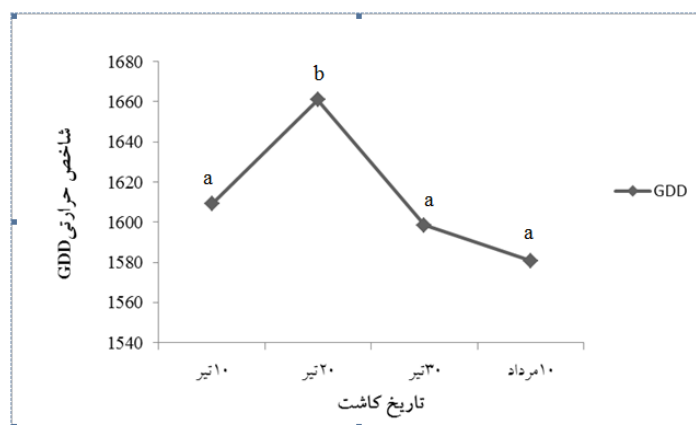 1680
1660
1640
1620
1600
1580
1560
1540
شاخص حرارتی GDD
a
b
a
a
GDD
۱۰تیر
۲۰تیر
۳۰تیر
۱۰مرداد
تاریخ کاشت